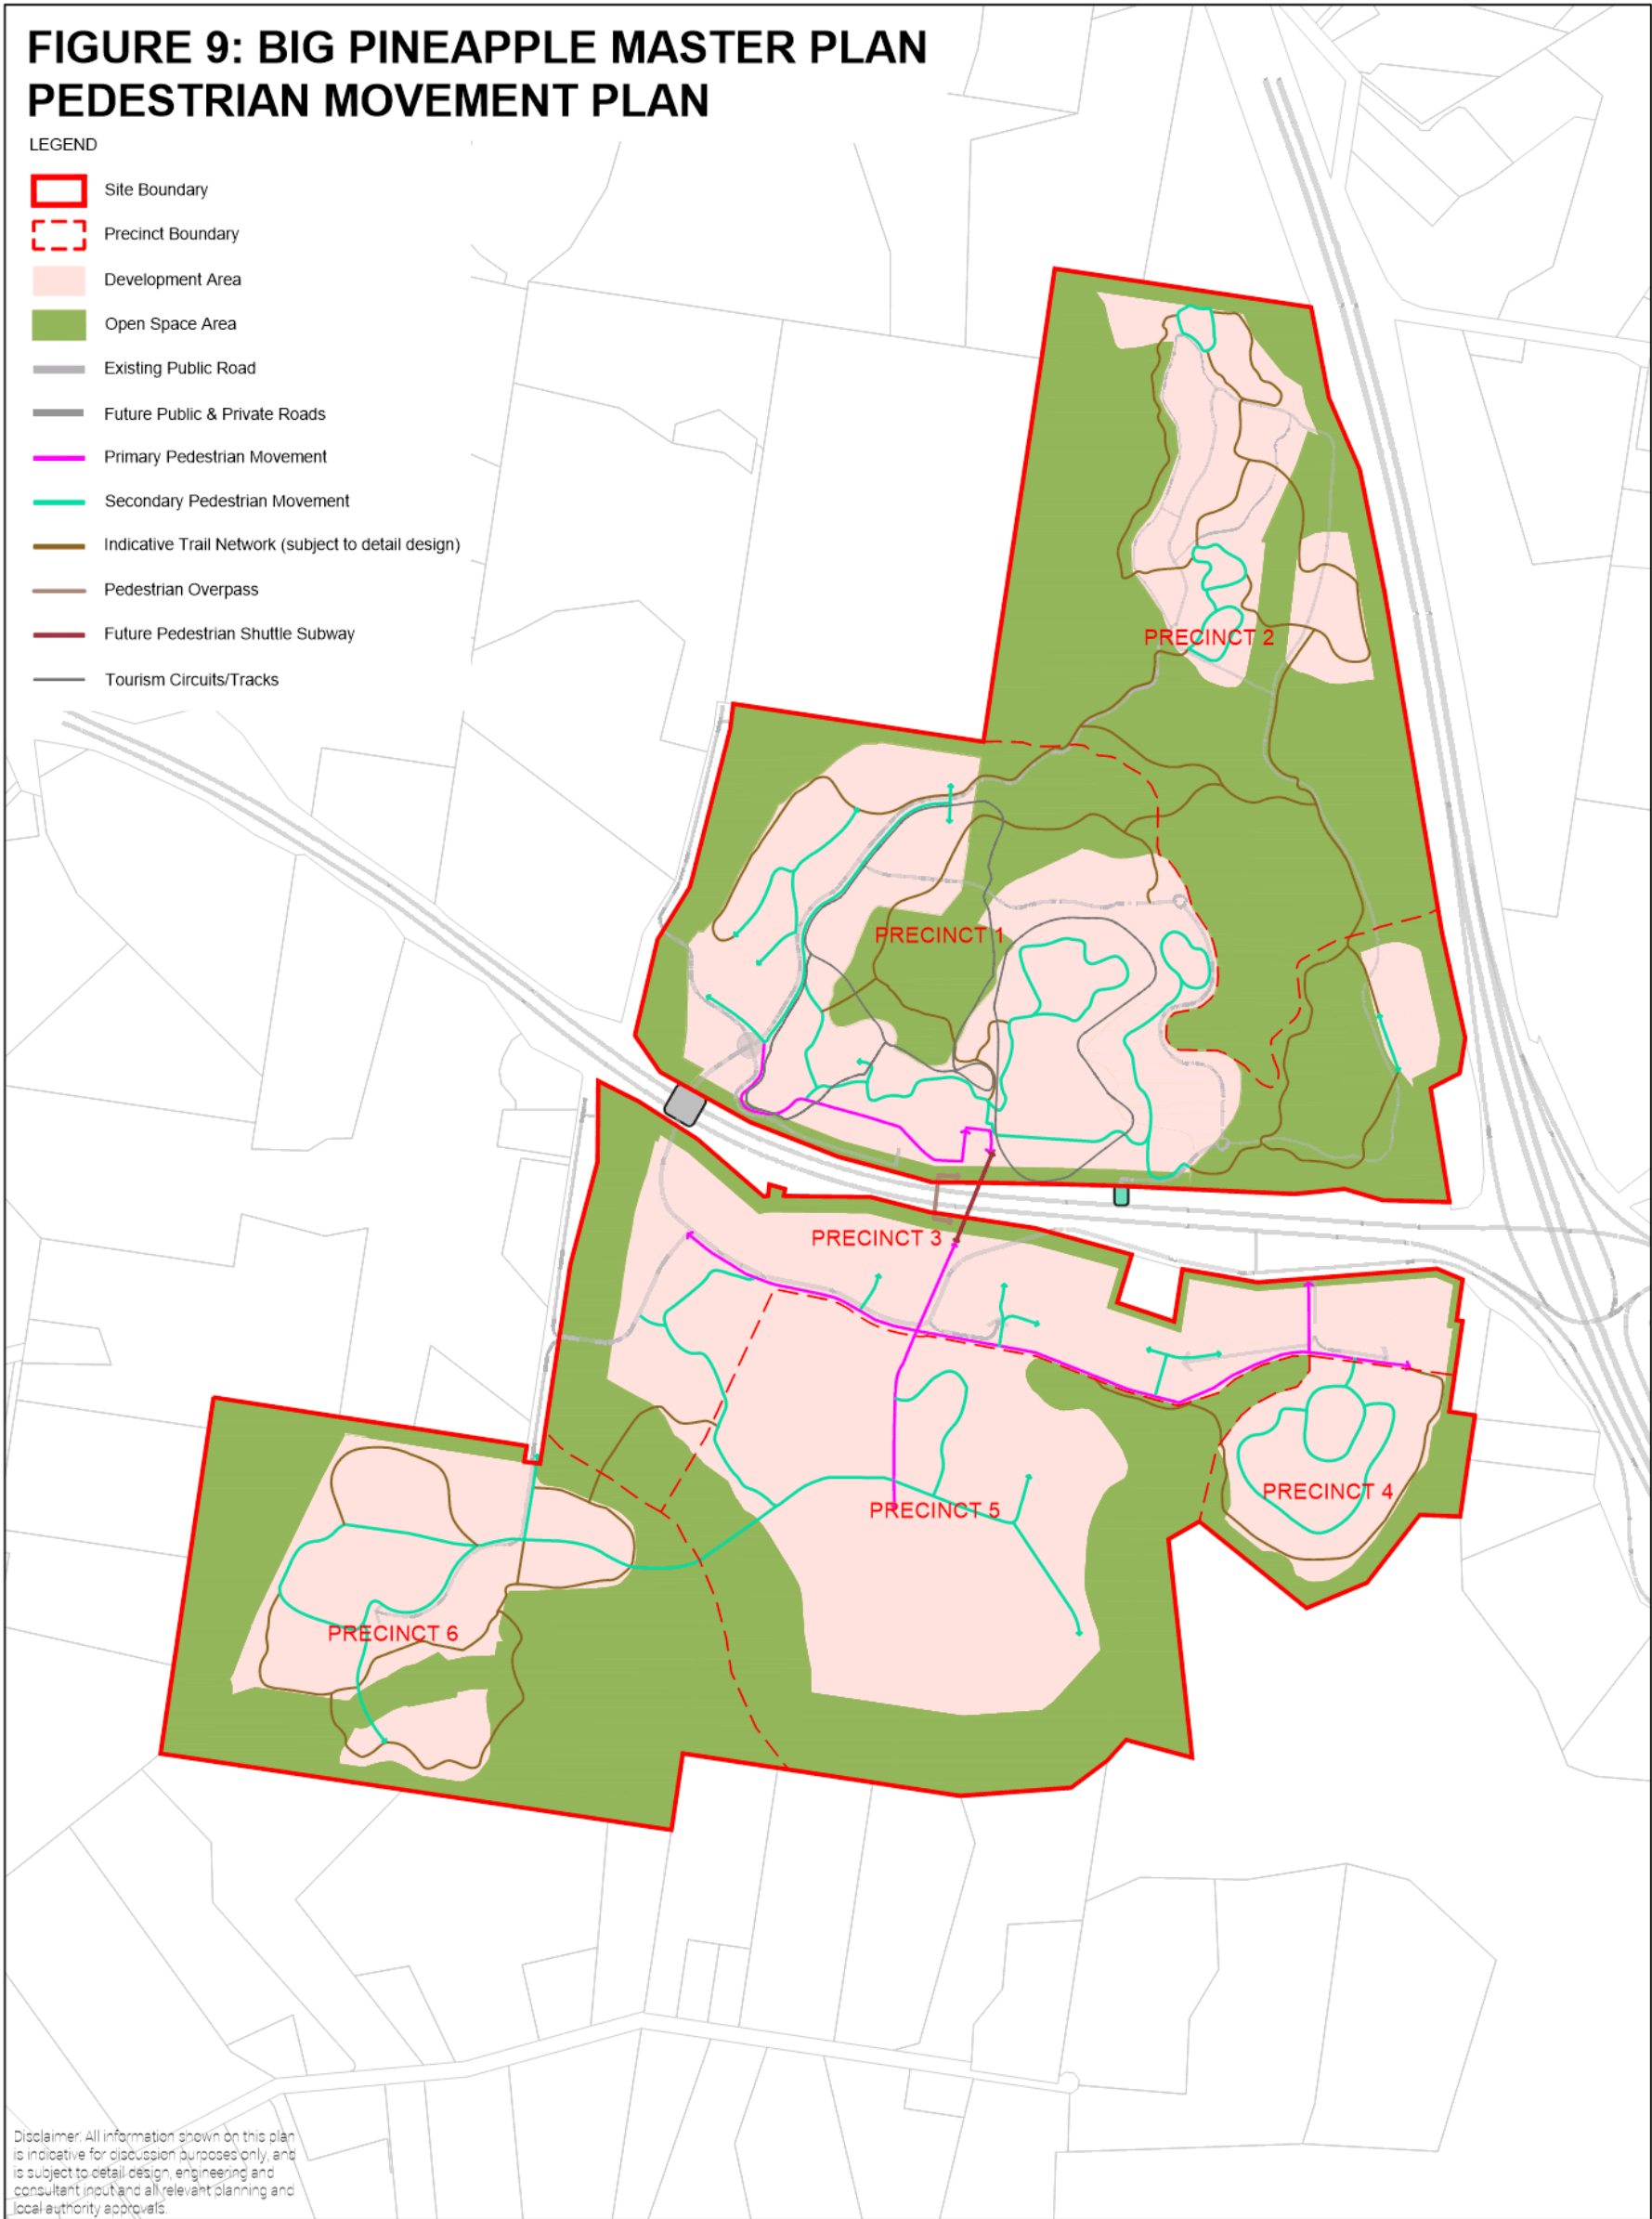 FIGURE 9: BIG PINEAPPLE MASTER PLAN
PEDESTRIAN MOVEMENT PLAN
LEGEND
Site Boundary
Precinct Boundary
Development Area
Open Space Area
Existing Public Road
Future Public & Private Roads
Primary Pedestrian Movement
Secondary Pedestrian Movement
Indicative Trail Network (subject to detail design)
Pedestrian Overpass
Future Pedestrian Shuttle Subway
Tourism Circuits/Tracks
PRECINCT 2
PRECINCT 1
PRECINCT 3
PRECINCT 4
PRECINCT 5
PRECINCT 6
Disclaimer: All information shown on this plan
is indicative for discussion purposes only, and
is subject to detail design, engineering and
consultant input and all relevant planning and
local authority approvals.